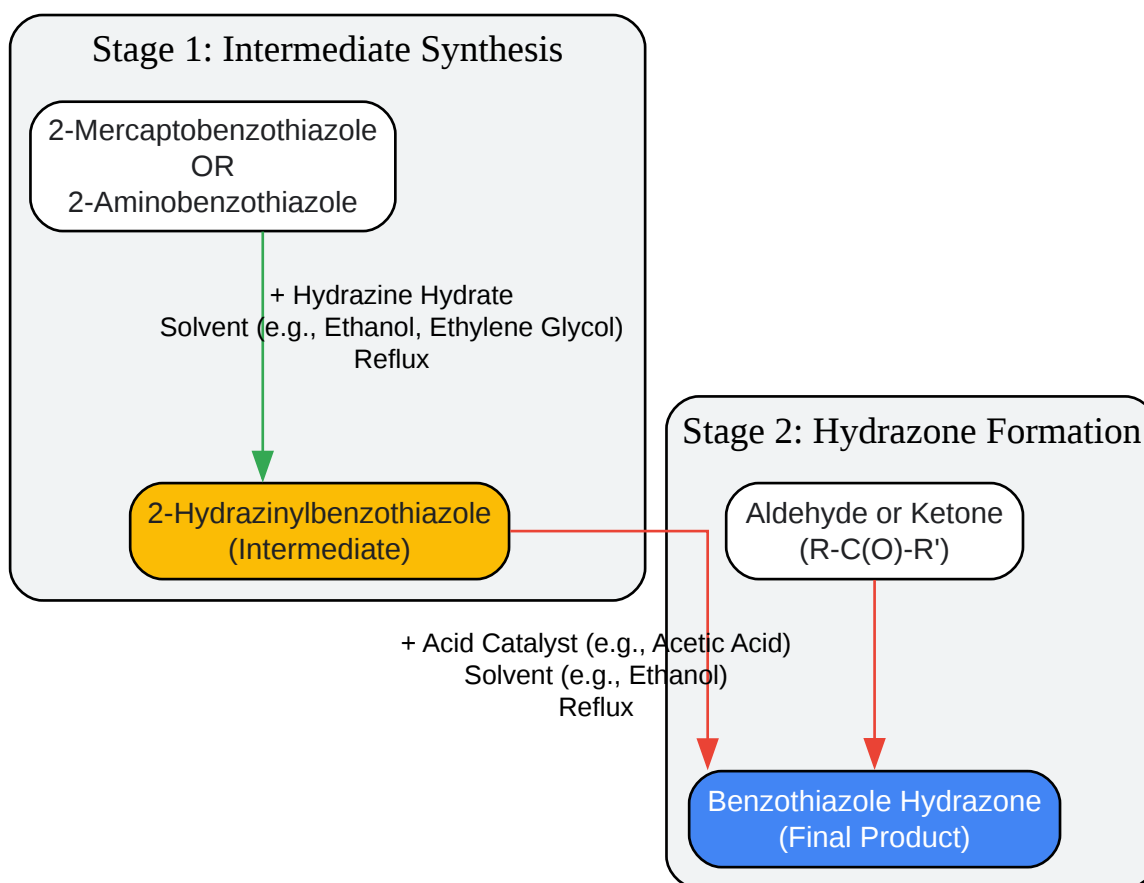 Stage 1: Intermediate Synthesis
2-Mercaptobenzothiazole
OR
2-Aminobenzothiazole
+ Hydrazine Hydrate
Solvent (e.g., Ethanol, Ethylene Glycol)
Reflux
2-Hydrazinylbenzothiazole
(Intermediate)
Stage 2: Hydrazone Formation
Aldehyde or Ketone
(R-C(O)-R')
+ Acid Catalyst (e.g., Acetic Acid)
Solvent (e.g., Ethanol)
Reflux
Benzothiazole Hydrazone
(Final Product)